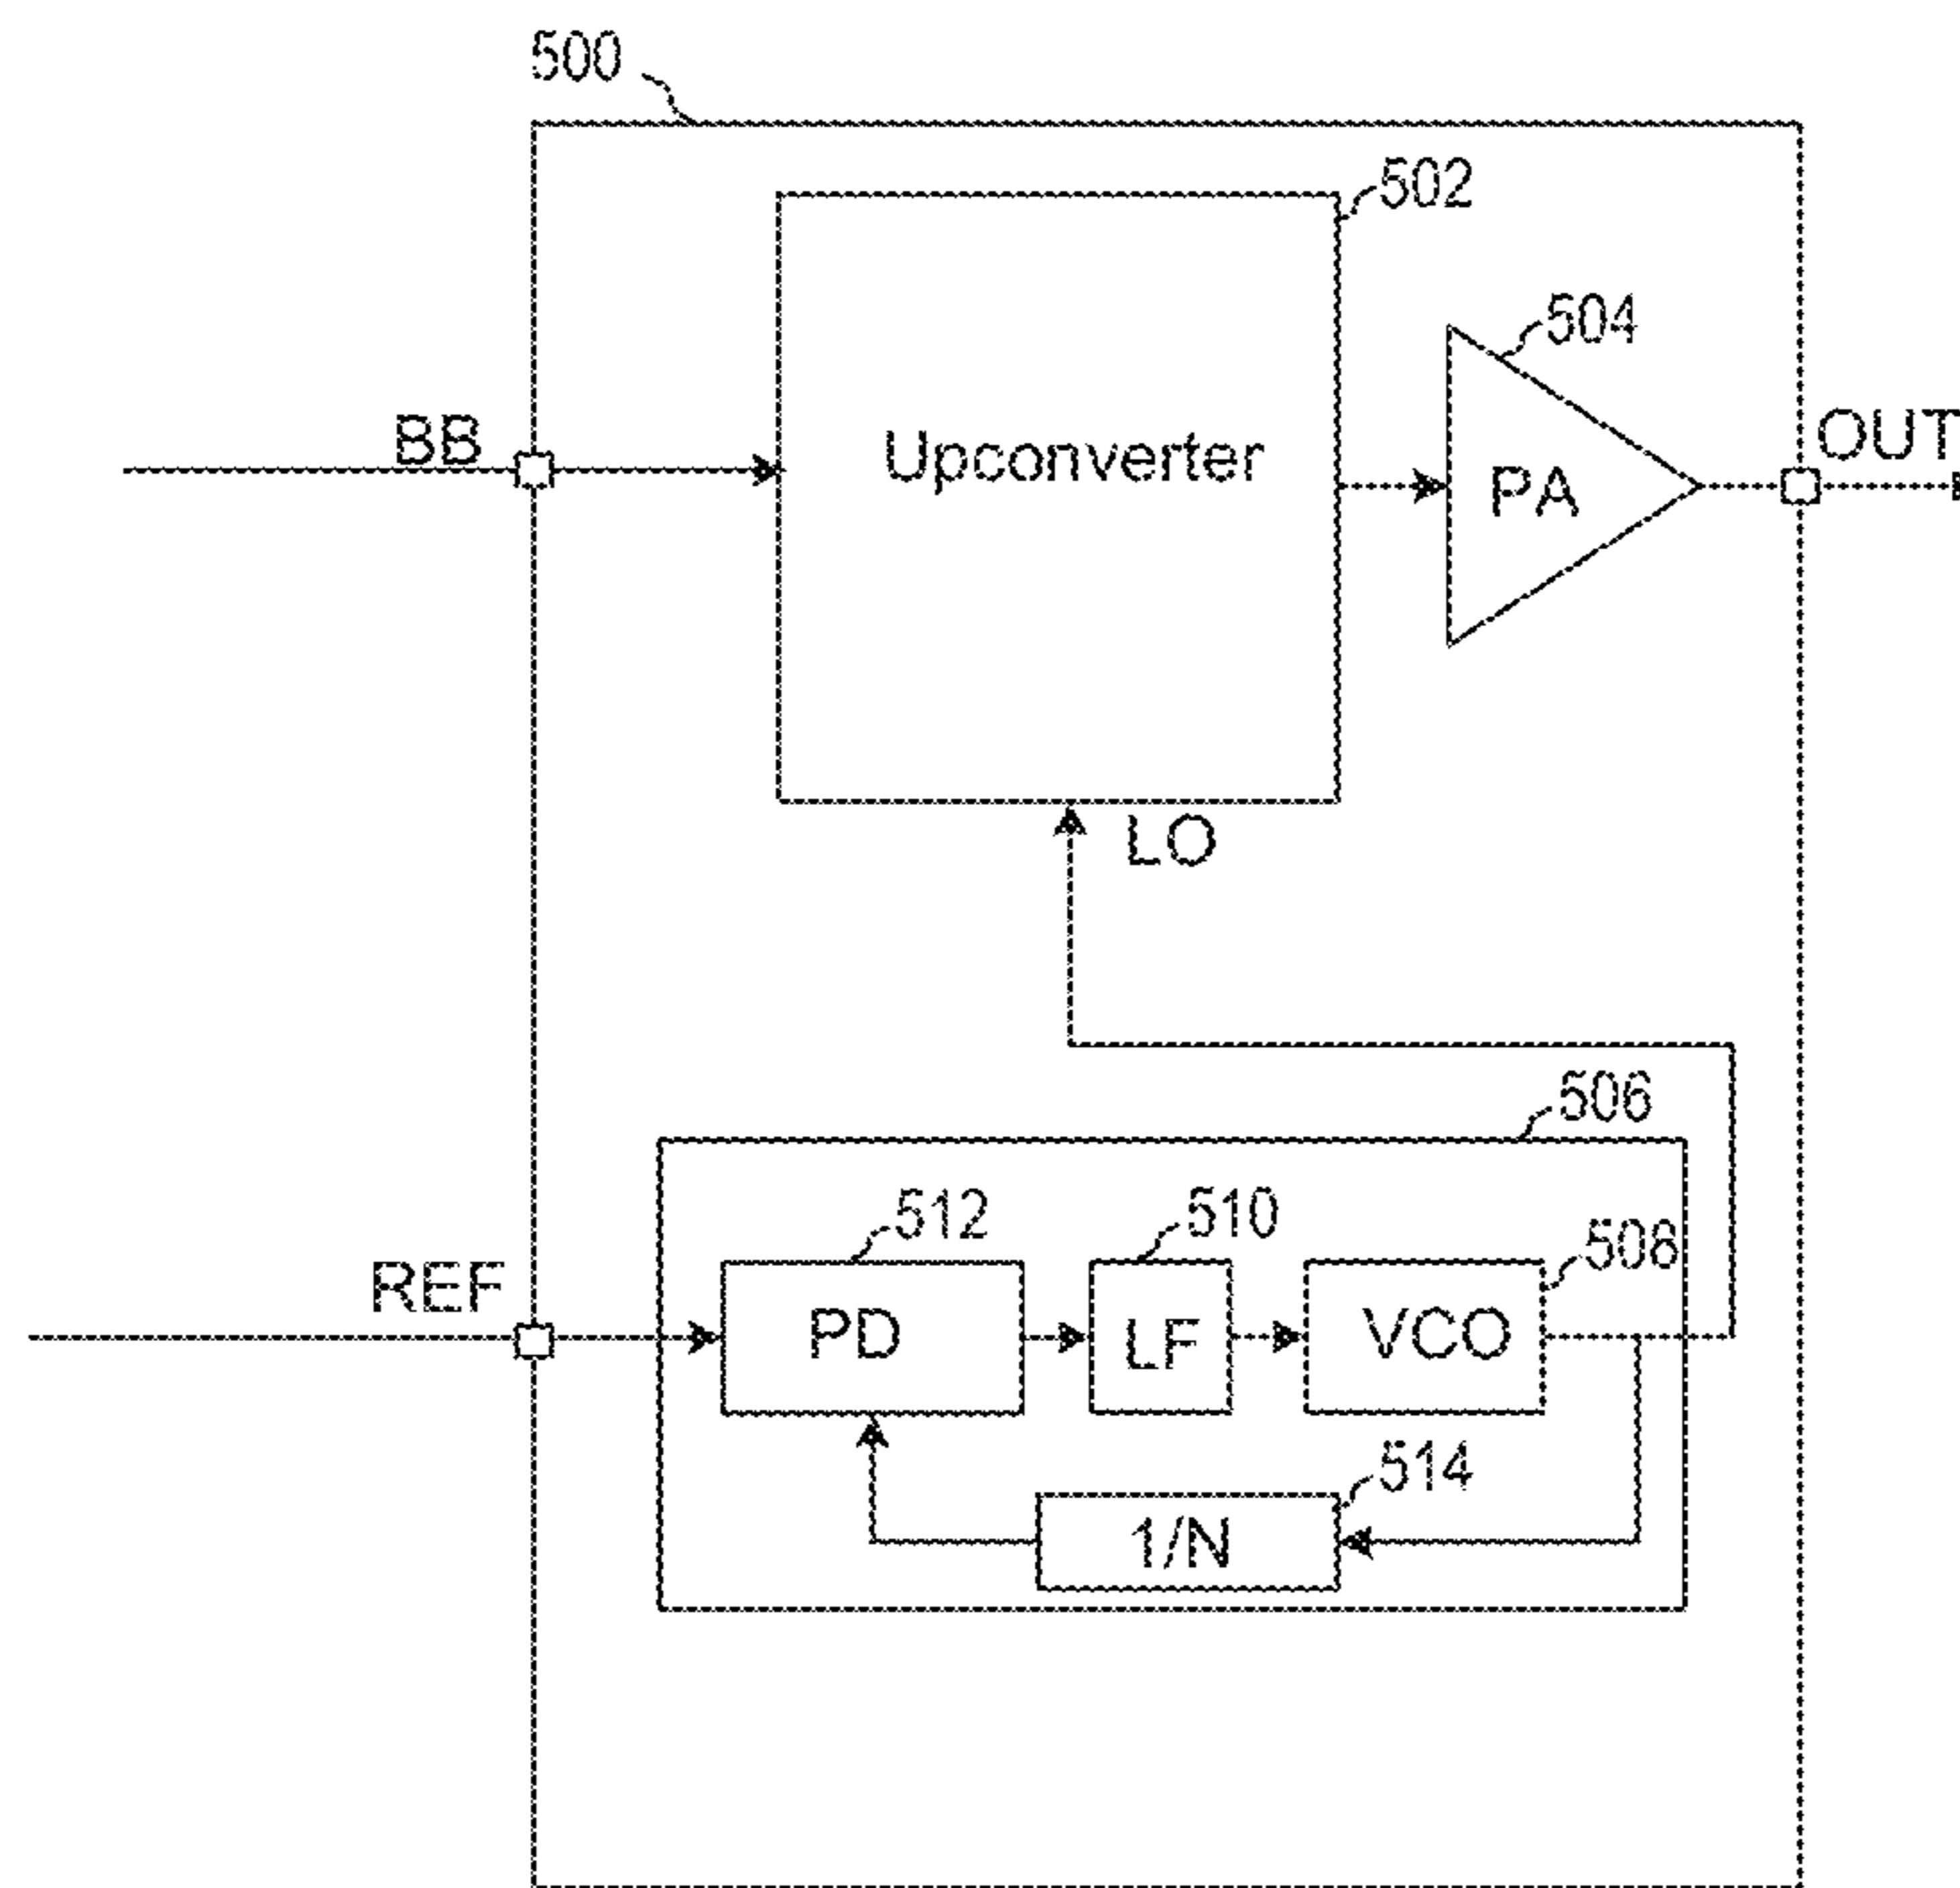 500
502
504
BB
Upconverter
PA
OUT
LO
506
512
510
508
REF
PD
LF
VCO
514
1/N